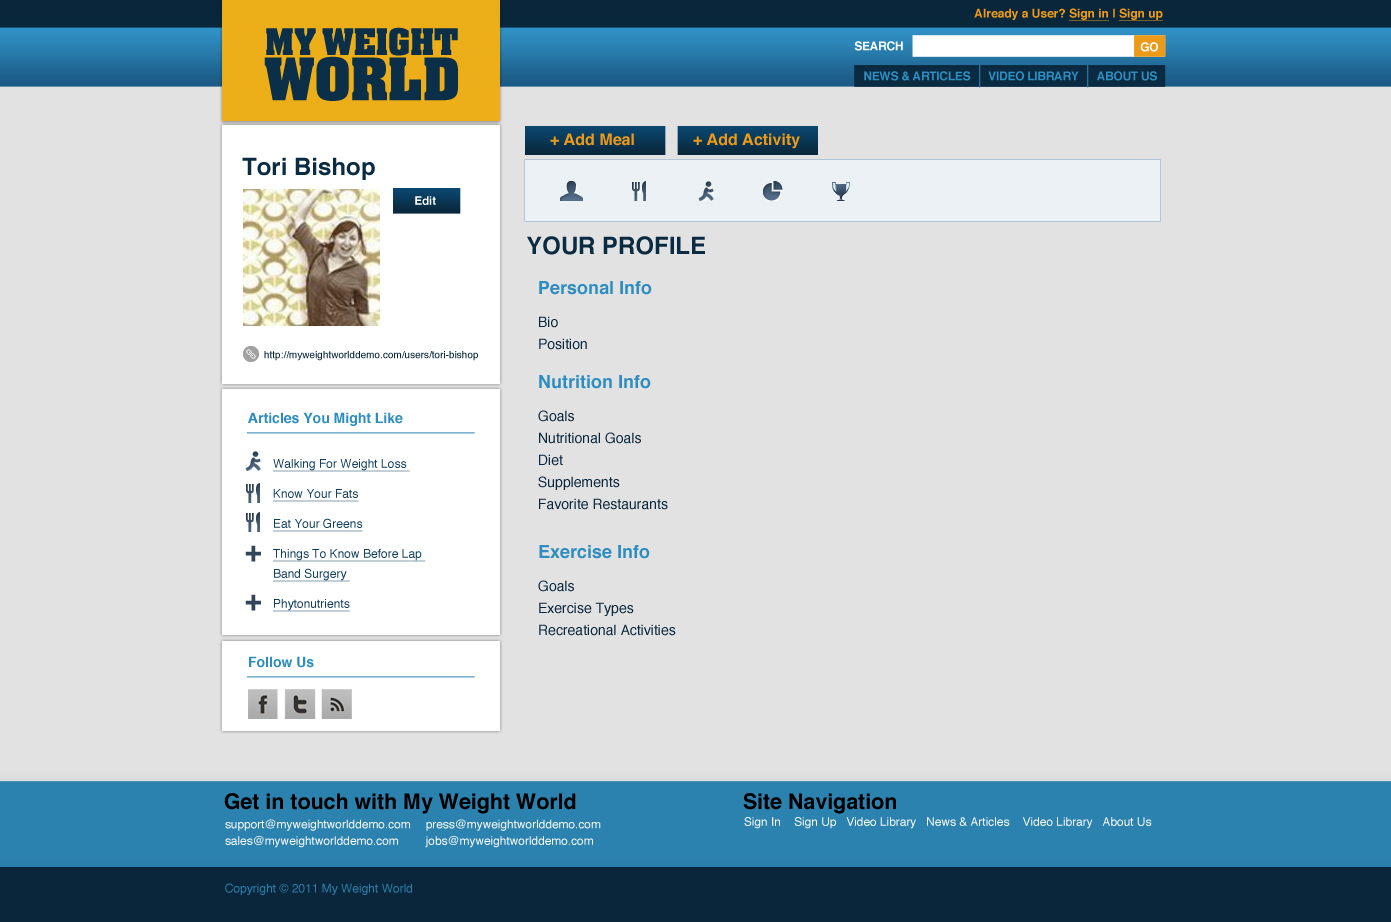 Already a User? Sign in | Sign up
MY WEIGHT
WORLD
SEARCH GO
NEWS & ARTICLES VIDEO LIBRARY ABOUT US
Tori Bishop
Edit
http://myweightworlddemo.com/users/tori-bishop
Articles You Might Like
Walking For Weight Loss
Know Your Fats
Eat Your Greens
Things To Know Before Lap
Band Surgery
Phytonutrients
Follow Us
+ Add Meal + Add Activity
YOUR PROFILE
Personal Info
Bio
Position
Nutrition Info
Goals
Nutritional Goals
Diet
Supplements
Favorite Restaurants
Exercise Info
Goals
Exercise Types
Recreational Activities
Get in touch with My Weight World
support@myweightworlddemo.com press@myweightworlddemo.com
sales@myweightworlddemo.com jobs@myweightworlddemo.com
Site Navigation
Sign In Sign Up Video Library News & Articles Video Library About Us
Copyright © 2011 My Weight World